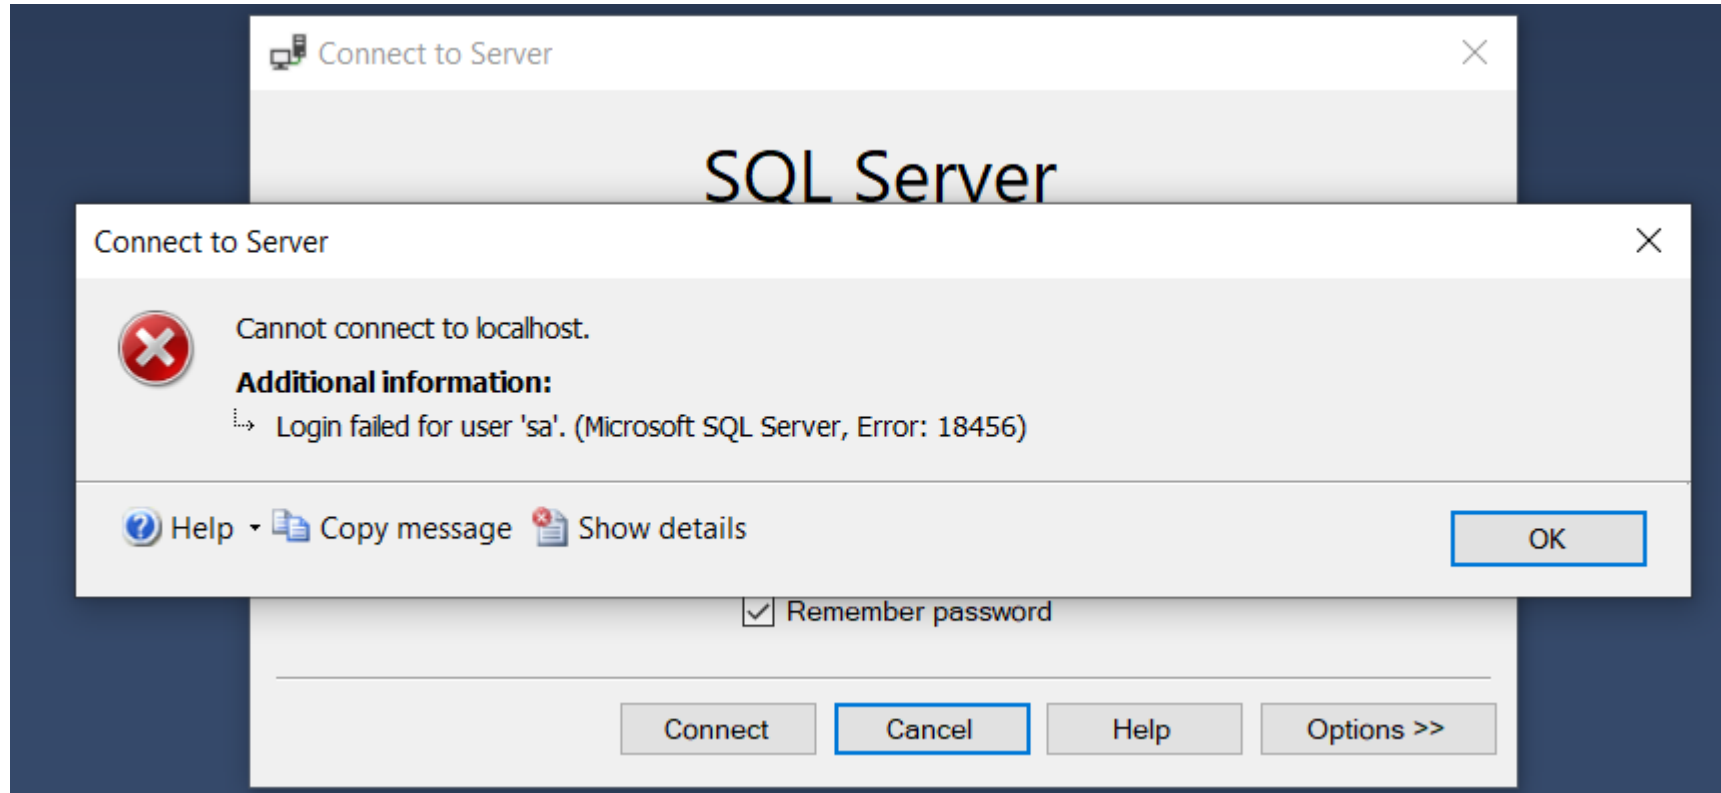 Connect to Server
SQL Server
Connect to Server
Cannot connect to localhost.
Additional information:
Login failed for user 'sa'. (Microsoft SQL Server, Error: 18456)
Help Copy message Show details
OK
Remember password
Connect Cancel Help Options >>